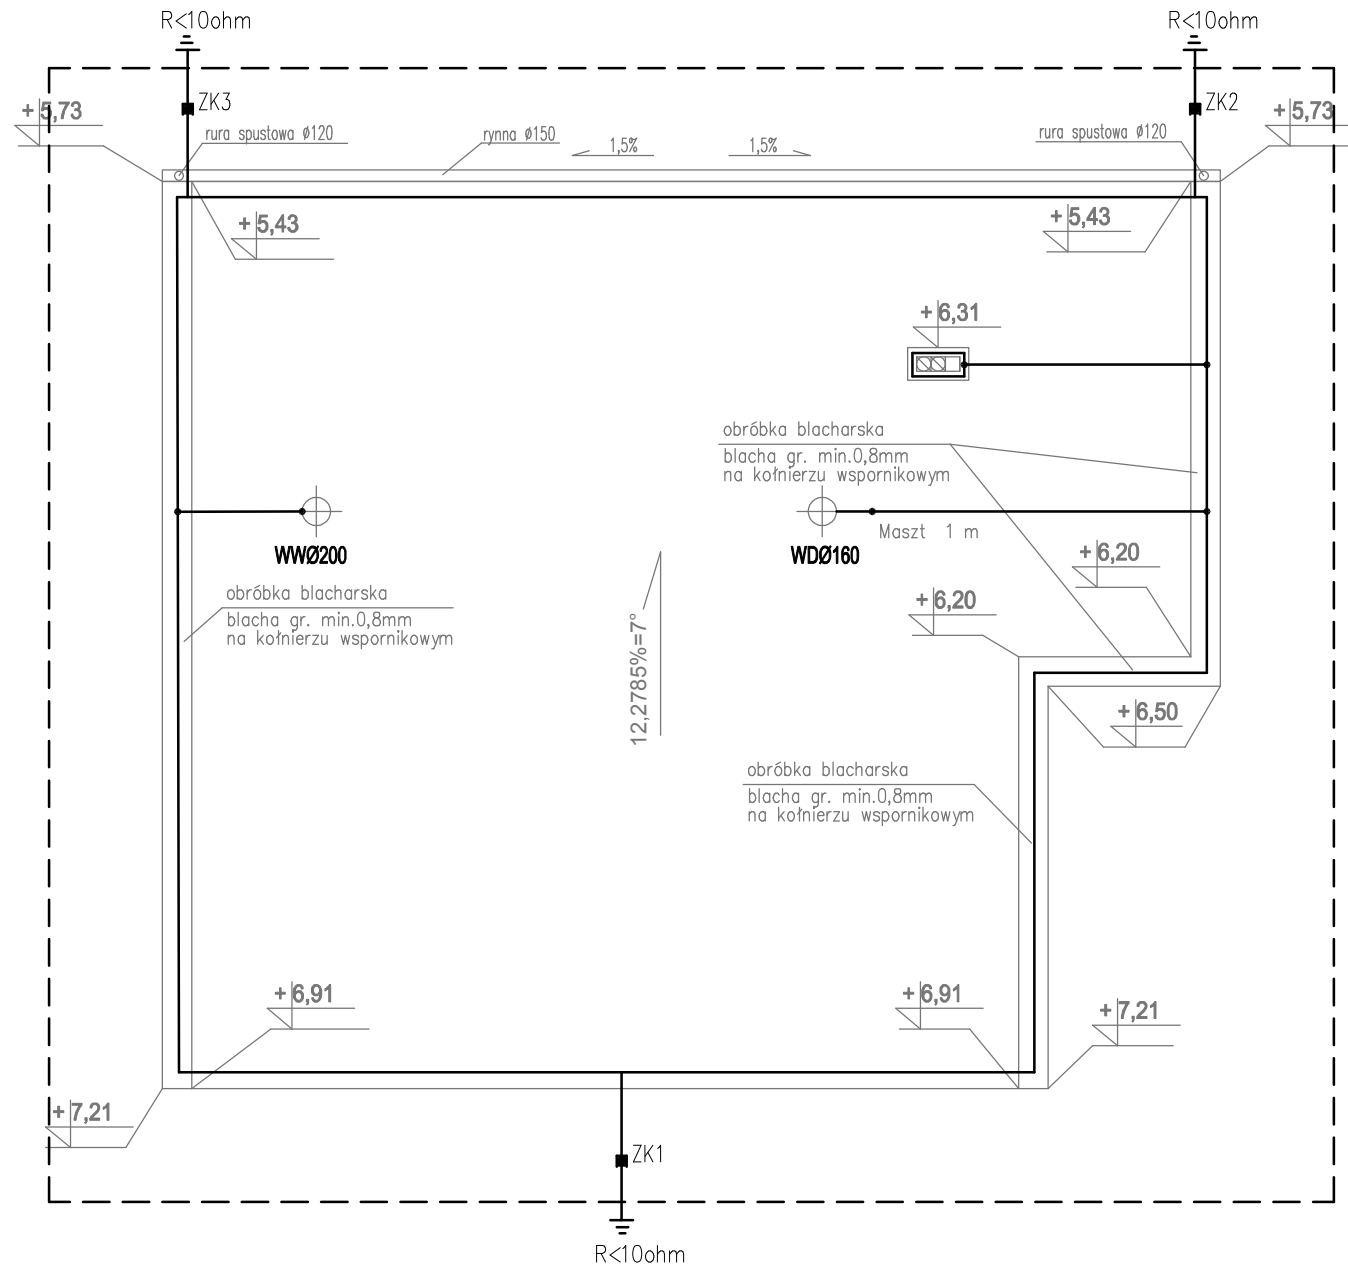 R<10ohm
R<10ohm
ZK3
ZK2
+5,73
+5,73
rura spustowa Ø120
rynna Ø150
1,5%
1,5%
rura spustowa Ø120
+5,43
+5,43
+6,31
obróbka blacharska
blacha gr. min.0,8mm
na kołnierzu wspornikowym
Maszt 1 m
WWØ200
WDØ160
+6,20
+6,20
obróbka blacharska
blacha gr. min.0,8mm
na kołnierzu wspornikowym
12,2785%=7°
+6,50
obróbka blacharska
blacha gr. min.0,8mm
na kołnierzu wspornikowym
+6,91
+6,91
+7,21
+7,21
ZK1
R<10ohm